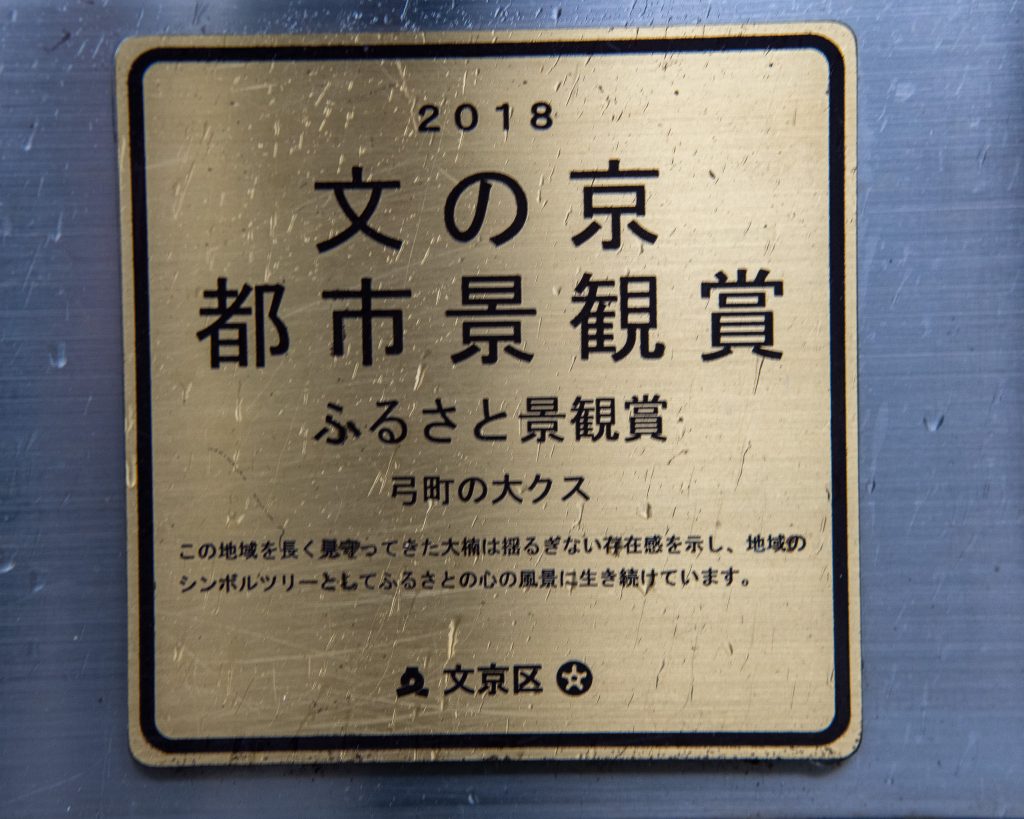 2018
文の京
都市景観賞
ふるさと景観賞
弓町の大クス
この地域を長く見守ってきた大楠は揺るぎない存在感を示し、地域の
シンボルツリーとしてふるさとの心の風景に生き続けています。
文京区